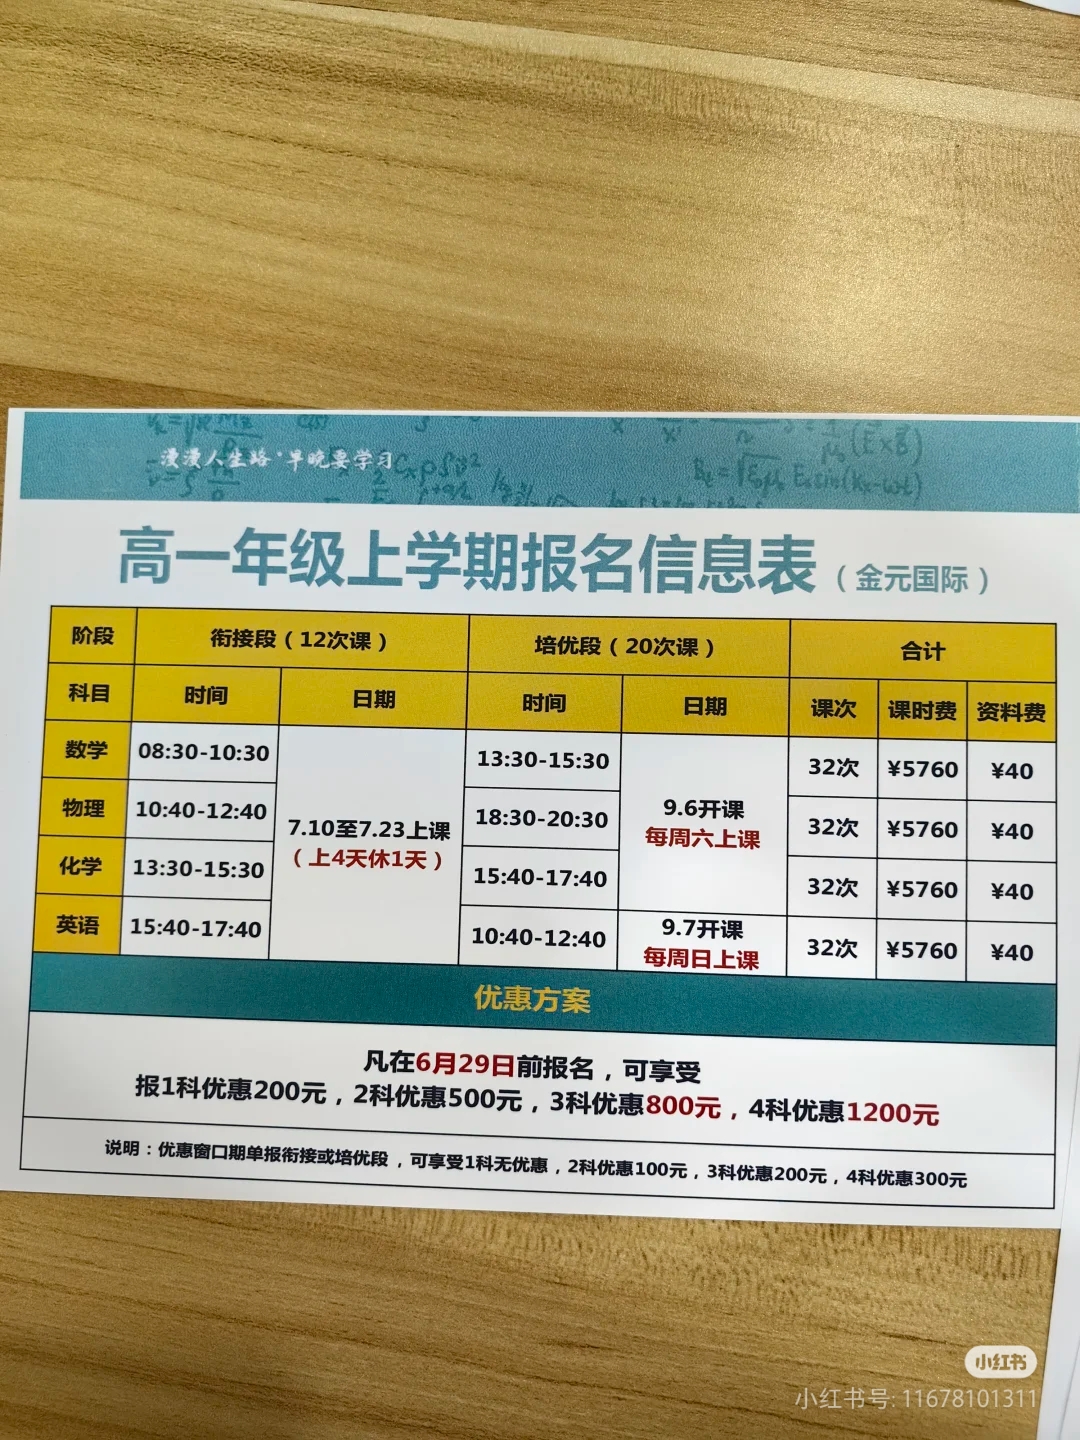 漫漫人生路·早晚要学习
高一年级上学期报名信息表（金元国际）
阶段 衔接段（12次课） 培优段（20次课） 合计
科目 时间 日期 时间 日期 课次 课时费 资料费
数学 08:30-10:30 13:30-15:30 32次 ¥5760 ¥40
物理 10:40-12:40 18:30-20:30 32次 ¥5760 ¥40
7.10至7.23上课
（上4天休1天）
9.6开课
每周六上课
化学 13:30-15:30 15:40-17:40 32次 ¥5760 ¥40
英语 15:40-17:40 10:40-12:40 32次 ¥5760 ¥40
9.7开课
每周日上课
优惠方案
凡在6月29日前报名，可享受
报1科优惠200元，2科优惠500元，3科优惠800元，4科优惠1200元
说明：优惠窗口期单报衔接或培优段，可享受1科无优惠，2科优惠100元，3科优惠200元，4科优惠300元
小红书
小红书号: 11678101311